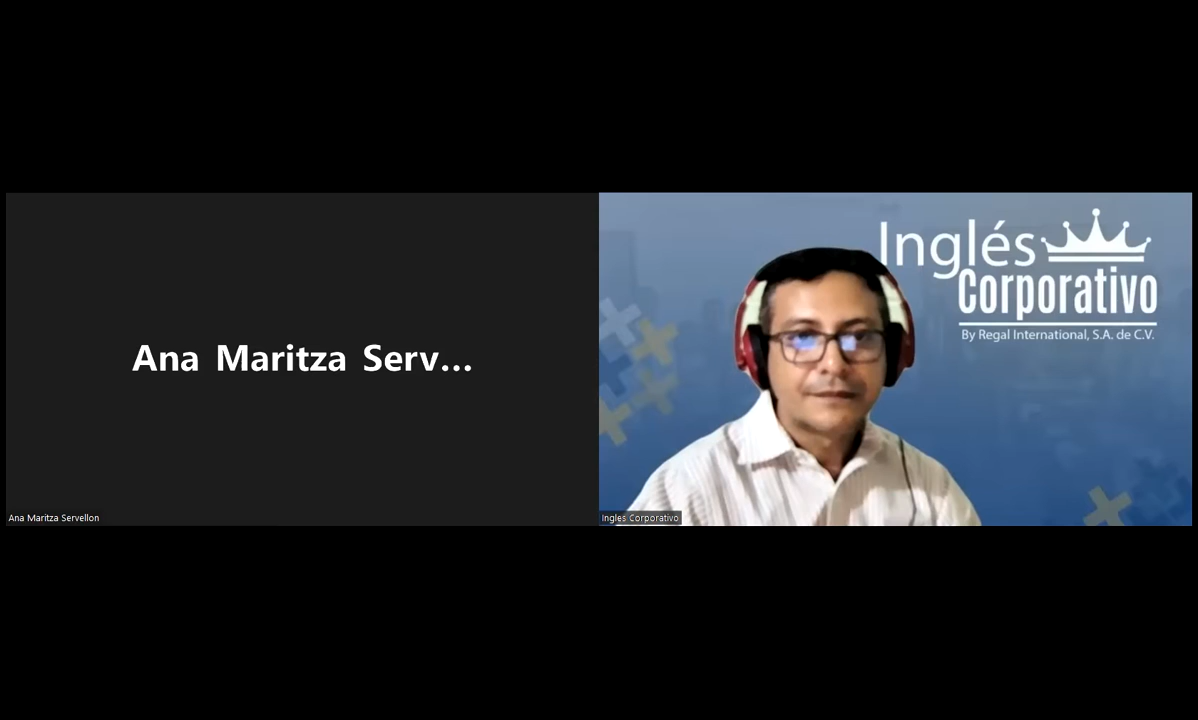 Ana Maritza Serv...
Ana Maritza Servellon
Inglés
Corporativo
By Regal International, S.A. de C.V.
Ingles Corporativo